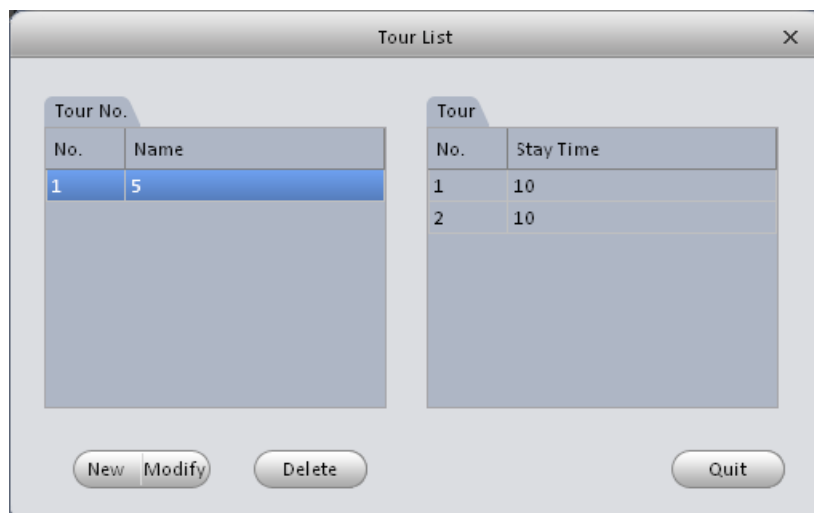 Tour List
Tour No.
No. Name
1 5
Tour
No. Stay Time
1 10
2 10
New Modify Delete Quit